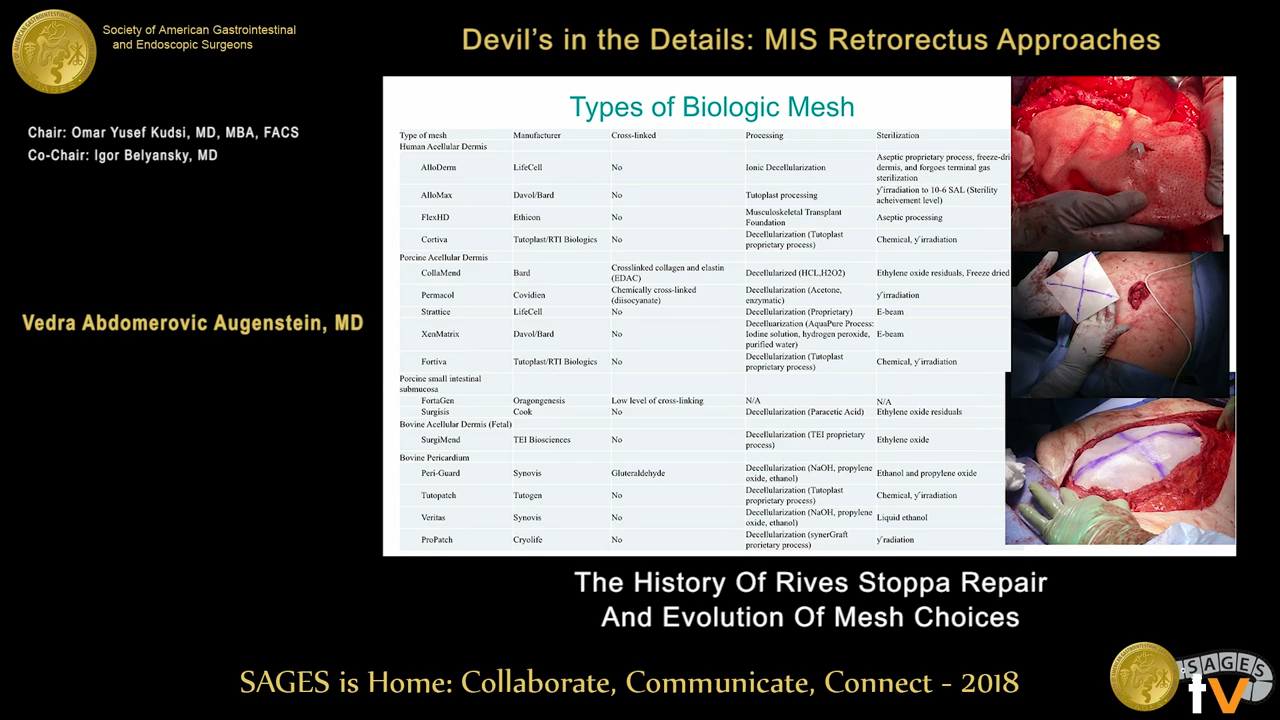 Society of American Gastrointestinal
and Endoscopic Surgeons
Devil's in the Details: MIS Retrorectus Approaches
Chair: Omar Yusef Kudsi, MD, MBA, FACS
Co-Chair: Igor Belyansky, MD
Vedra Abdomerovic Augenstein, MD
Types of Biologic Mesh
Type of mesh Manufacturer Cross-linked Processing Sterilization
Human Acellular Dermis
AlloDerm LifeCell No Ionic Decellularization Aseptic proprietary process, freeze-dri
dermis, and forgoes terminal gas
sterilization
AlloMax Davol/Bard No Tutoplast processing y'irradiation to 10-6 SAL (Sterility
acheivement level)
FlexHD Ethicon No Musculoskeletal Transplant
Foundation Aseptic processing
Cortiva Tutoplast/RTI Biologics No Decellularization (Tutoplast
proprietary process) Chemical, y'irradiation
Porcine Acellular Dermis
CollaMend Bard Crosslinked collagen and elastin
(EDAC) Decellularized (HCL,H2O2) Ethylene oxide residuals, Freeze dried
Permacol Covidien Chemically cross-linked
(diisocyanate) Decellularization (Acetone,
enzymatic) y'irradiation
Strattice LifeCell No Decellularization (Proprietary) E-beam
XenMatrix Davol/Bard No Decelluarization (AquaPure Process:
Iodine solution, hydrogen peroxide,
purified water) E-beam
Fortiva Tutoplast/RTI Biologics No Decellularization (Tutoplast
proprietary process) Chemical, y'irradiation
Porcine small intestinal
submucosa
FortaGen Oragongenesis Low level of cross-linking N/A N/A
Surgisis Cook No Decellularization (Paracetic Acid) Ethylene oxide residuals
Bovine Acellular Dermis (Fetal)
SurgiMend TEI Biosciences No Decellularization (TEI proprietary
process) Ethylene oxide
Bovine Pericardium
Peri-Guard Synovis Gluteraldehyde Decellularization (NaOH, propylene
oxide, ethanol) Ethanol and propylene oxide
Tutopatch Tutogen No Decellularization (Tutoplast
proprietary process) Chemical, y'irradiation
Veritas Synovis No Decellularization (NaOH, propylene
oxide, ethanol) Liquid ethanol
ProPatch Cryolife No Decellularization (synerGraft
prorietary process) y'radiation
The History Of Rives Stoppa Repair
And Evolution Of Mesh Choices
SAGES is Home: Collaborate, Communicate, Connect - 2018
SAGES
tv